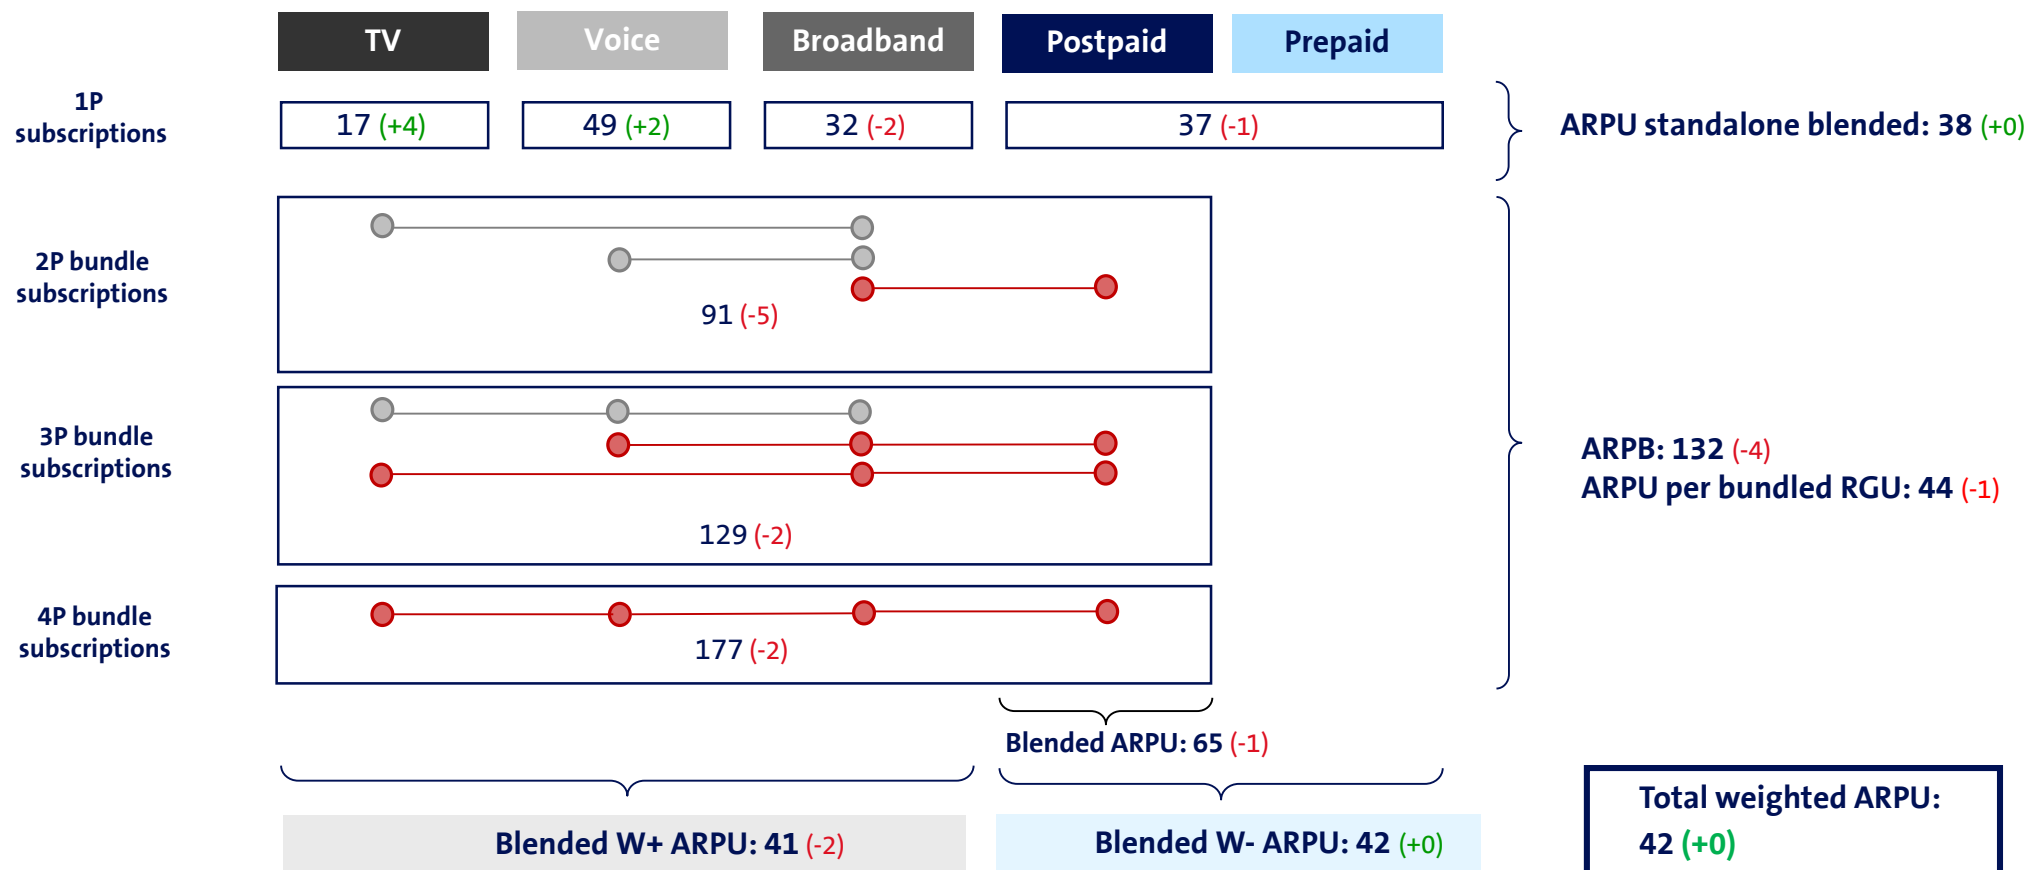 TV
Voice
Broadband
Postpaid
Prepaid
1P
subscriptions
17 (+4)
49 (+2)
32 (-2)
37 (-1)
ARPU standalone blended: 38 (+0)
2P bundle
subscriptions
91 (-5)
3P bundle
subscriptions
129 (-2)
ARPB: 132 (-4)
ARPU per bundled RGU: 44 (-1)
4P bundle
subscriptions
177 (-2)
Blended ARPU: 65 (-1)
Blended W+ ARPU: 41 (-2)
Blended W- ARPU: 42 (+0)
Total weighted ARPU:
42 (+0)